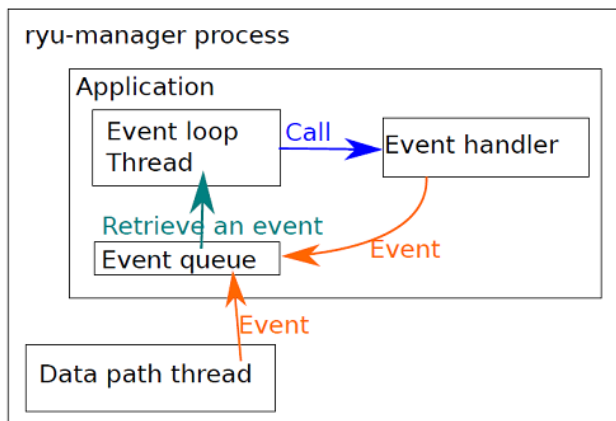 ryu-manager process
Application
Event loop
Thread
Call
Event handler
Retrieve an event
Event queue
Event
Event
Data path thread